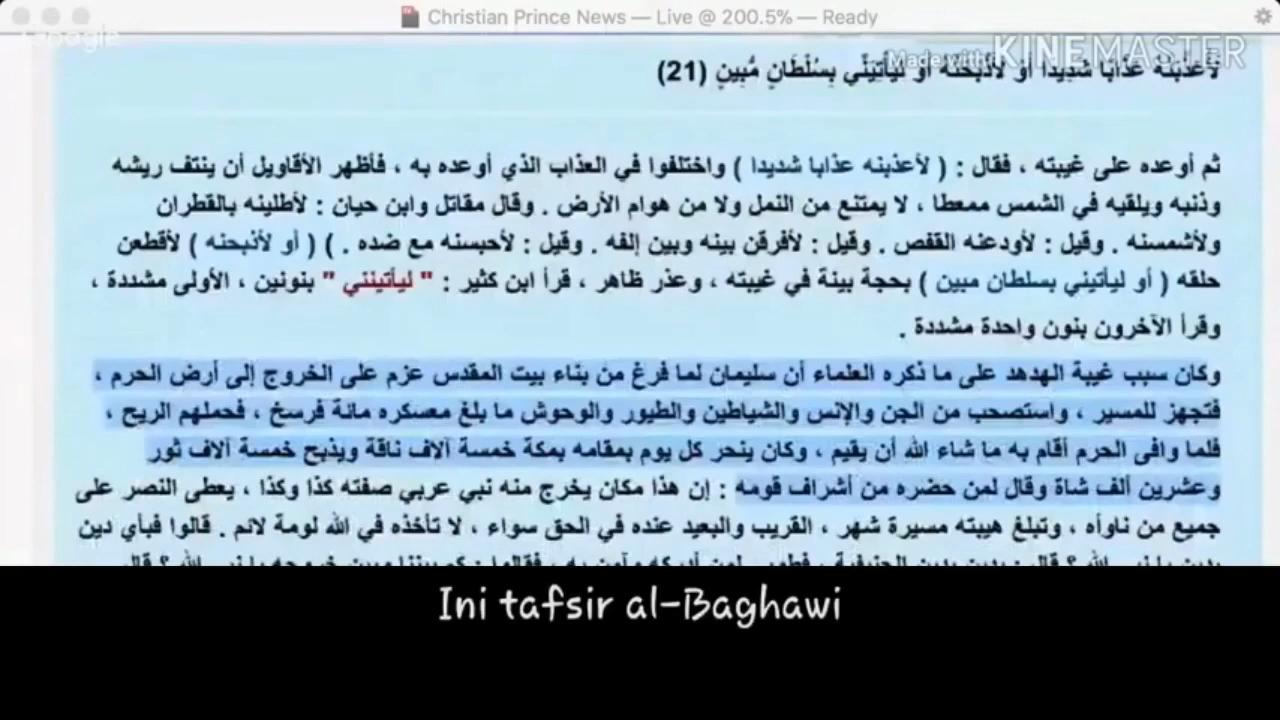 Christian Prince News — Live @ 200.5% — Ready
Made with KINEMASTER
لأعذبنه عذابا شديدا أو لأذبحنه أو ليأتيني بسلطان مبين (21)
ثم أوعده على غيبته ، فقال : ( لأعذبنه عذابا شديدا ) واختلفوا في العذاب الذي أوعده به ، فأظهر الأقاويل أن ينتف ريشه
وذنبه ويلقيه في الشمس ممعطا ، لا يمتنع من النمل ولا من هوام الأرض . وقال مقاتل وابن حيان : لأطلينه بالقطران
ولأشمسنه . وقيل : لأودعنه القفص . وقيل : لأفرقن بينه وبين إلفه . وقيل : لأحبسنه مع ضده . ) ( أو لأذبحنه ) لأقطعن
حلقه ( أو ليأتيني بسلطان مبين ) بحجة بينة في غيبته ، وعذر ظاهر ، قرأ ابن كثير : " ليأتينني " بنونين ، الأولى مشددة ،
وقرأ الآخرون بنون واحدة مشددة .
وكان سبب غيبة الهدهد على ما ذكره العلماء أن سليمان لما فرغ من بناء بيت المقدس عزم على الخروج إلى أرض الحرم ،
فتجهز للمسير ، واستصحب من الجن والإنس والشياطين والطيور والوحوش ما بلغ معسكره مائة فرسخ ، فحملهم الريح ،
فلما وافى الحرم أقام به ما شاء الله أن يقيم ، وكان ينحر كل يوم بمقامه بمكة خمسة آلاف ناقة ويذبح خمسة آلاف ثور
وعشرين ألف شاة وقال لمن حضره من أشراف قومه : إن هذا مكان يخرج منه نبي عربي صفته كذا وكذا ، يعطى النصر على
جميع من ناوأه ، وتبلغ هيبته مسيرة شهر ، القريب والبعيد عنده في الحق سواء ، لا تأخذه في الله لومة لائم . قالوا فبأي دين
Ini tafsir al-Baghawi